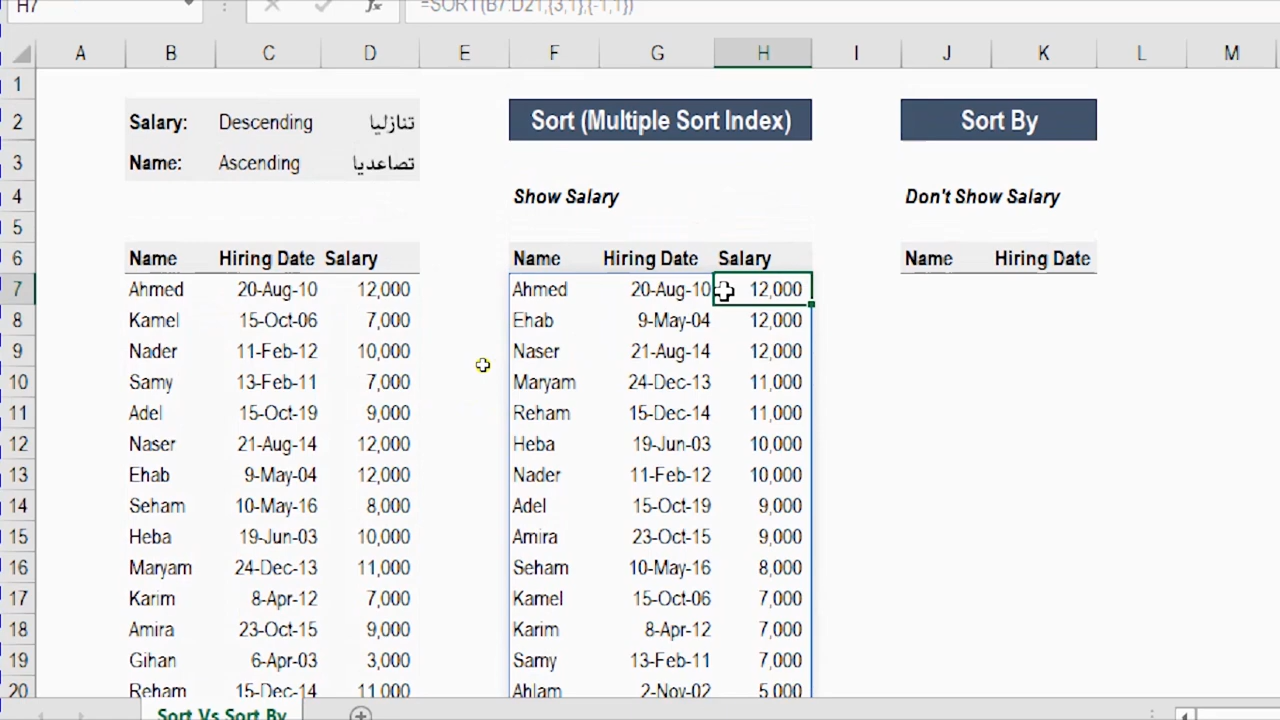 H7 fx =SORT(B7:D21,{3,1},{-1,1})
A B C D E F G H I J K L M
1
2 Salary: Descending تنازليا Sort (Multiple Sort Index) Sort By
3 Name: Ascending تصاعديا
4 Show Salary Don't Show Salary
5
6 Name Hiring Date Salary Name Hiring Date Salary Name Hiring Date
7 Ahmed 20-Aug-10 12,000 Ahmed 20-Aug-10 12,000
8 Kamel 15-Oct-06 7,000 Ehab 9-May-04 12,000
9 Nader 11-Feb-12 10,000 Naser 21-Aug-14 12,000
10 Samy 13-Feb-11 7,000 Maryam 24-Dec-13 11,000
11 Adel 15-Oct-19 9,000 Reham 15-Dec-14 11,000
12 Naser 21-Aug-14 12,000 Heba 19-Jun-03 10,000
13 Ehab 9-May-04 12,000 Nader 11-Feb-12 10,000
14 Seham 10-May-16 8,000 Adel 15-Oct-19 9,000
15 Heba 19-Jun-03 10,000 Amira 23-Oct-15 9,000
16 Maryam 24-Dec-13 11,000 Seham 10-May-16 8,000
17 Karim 8-Apr-12 7,000 Kamel 15-Oct-06 7,000
18 Amira 23-Oct-15 9,000 Karim 8-Apr-12 7,000
19 Gihan 6-Apr-03 3,000 Samy 13-Feb-11 7,000
20 Reham 15-Dec-14 11,000 Ahlam 2-Nov-02 5,000
Sort Vs Sort By